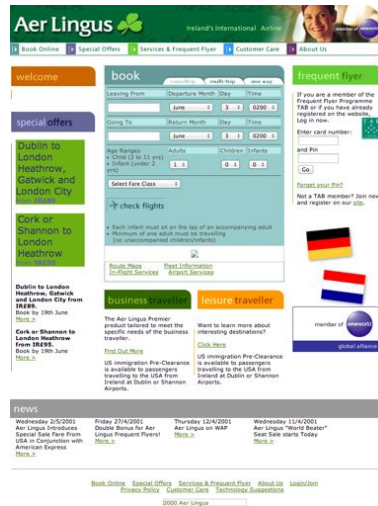 Aer Lingus
Ireland's International Airline
member of oneworld
Book Online
Special Offers
Services & Frequent Flyer
Customer Care
About Us
welcome
special offers
Dubln to
London
Heathrow,
Gatwick and
London City
from IRE89
Cork or
Shannon to
London
Heathrow
from IRE95
Dublin to London
Heathrow, Gatwick
and London City from
IRE89.
Book by 19th June
More >
Cork or Shannon to
London Heathrow
from IRE95.
Book by 19th June
More >
book
roundtrip
multi-trip
one way
Leaving From
Departure Month
Day
Time
June
3
0200
Going To
Return Month
Day
Time
June
3
0200
Age Ranges
• Child (2 to 11 yrs)
• Infant (under 2
yrs)
Adults
Children
Infants
1
0
0
Select Fare Class
check flights
• Each infant must sit on the lap of an accompanying adult
• Minimum of one adult must be travelling
(no unaccompanied children/infants)
Route Maps
Fleet Information
In-Flight Services
Airport Services
business traveller
The Aer Lingus Premier
product tailored to meet the
specific needs of the business
traveller.
Find Out More
US immigration Pre-Clearance
is available to passengers
travelling to the USA from
Ireland at Dublin or Shannon
Airports.
leisure traveller
Want to learn more about
interesting destinations?
Click Here
US immigration Pre-Clearance
is available to passengers
travelling to the USA from
Ireland at Dublin or Shannon
Airports.
frequent flyer
If you are a member of the
Frequent Flyer Programme
TAB or if you have already
registered on the website,
Log in now.
Enter card number:
and Pin
Go
Forget your Pin?
Not a TAB member? Join now
and register on our site.
member of oneworld
global alliance
news
Wednesday 2/5/2001
Aer Lingus Introduces
Special Sale Fare From
USA in Conjunction with
American Express
More >
Friday 27/4/2001
Double Bonus for Aer
Lingus Frequent Flyers!
More >
Thursday 12/4/2001
Aer Lingus on WAP
More >
Wednesday 11/4/2001
Aer Lingus "World Beater"
Seat Sale starts Today
More >
Book Online Special Offers Services & Frequent Flyer About Us Login/Join
Privacy Policy Customer Care Technology Suggestions
2000 Aer Lingus